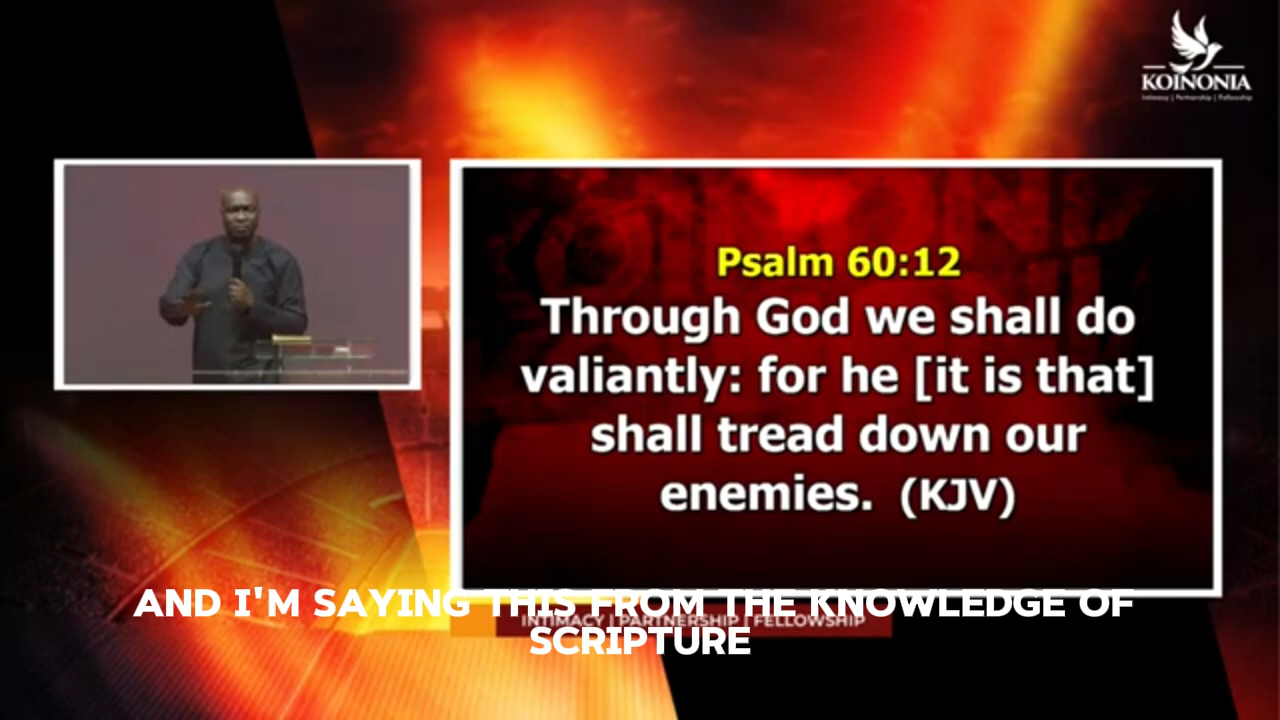 KOINONIA
Intimacy | Partnership | Fellowship
Psalm 60:12
Through God we shall do
valiantly: for he [it is that]
shall tread down our
enemies. (KJV)
AND I'M SAYING THIS FROM THE KNOWLEDGE OF
SCRIPTURE
INTIMACY | PARTNERSHIP | FELLOWSHIP